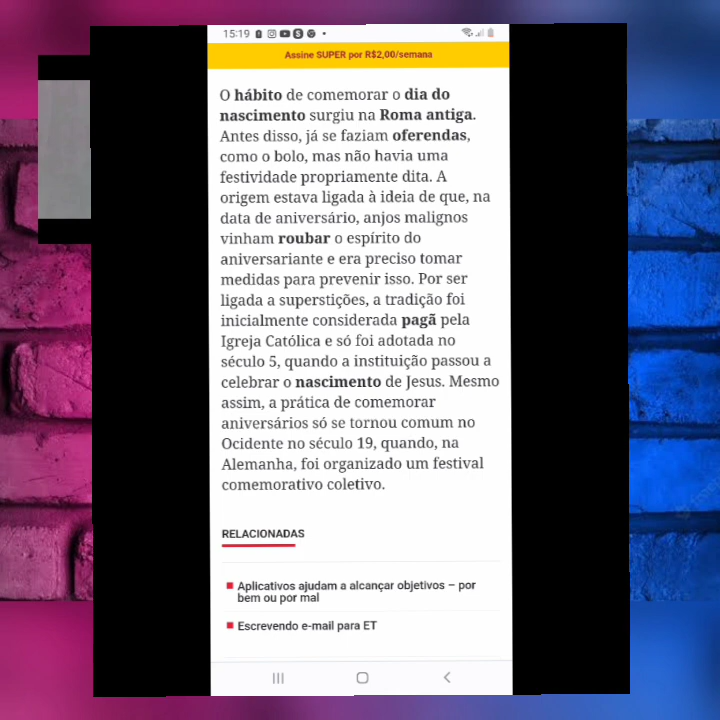 15:19
Assine SUPER por R$2,00/semana
O hábito de comemorar o dia do
nascimento surgiu na Roma antiga.
Antes disso, já se faziam oferendas,
como o bolo, mas não havia uma
festividade propriamente dita. A
origem estava ligada à ideia de que, na
data de aniversário, anjos malignos
vinham roubar o espírito do
aniversariante e era preciso tomar
medidas para prevenir isso. Por ser
ligada a superstições, a tradição foi
inicialmente considerada pagã pela
Igreja Católica e só foi adotada no
século 5, quando a instituição passou a
celebrar o nascimento de Jesus. Mesmo
assim, a prática de comemorar
aniversários só se tornou comum no
Ocidente no século 19, quando, na
Alemanha, foi organizado um festival
comemorativo coletivo.
RELACIONADAS
Aplicativos ajudam a alcançar objetivos – por
bem ou por mal
Escrevendo e-mail para ET